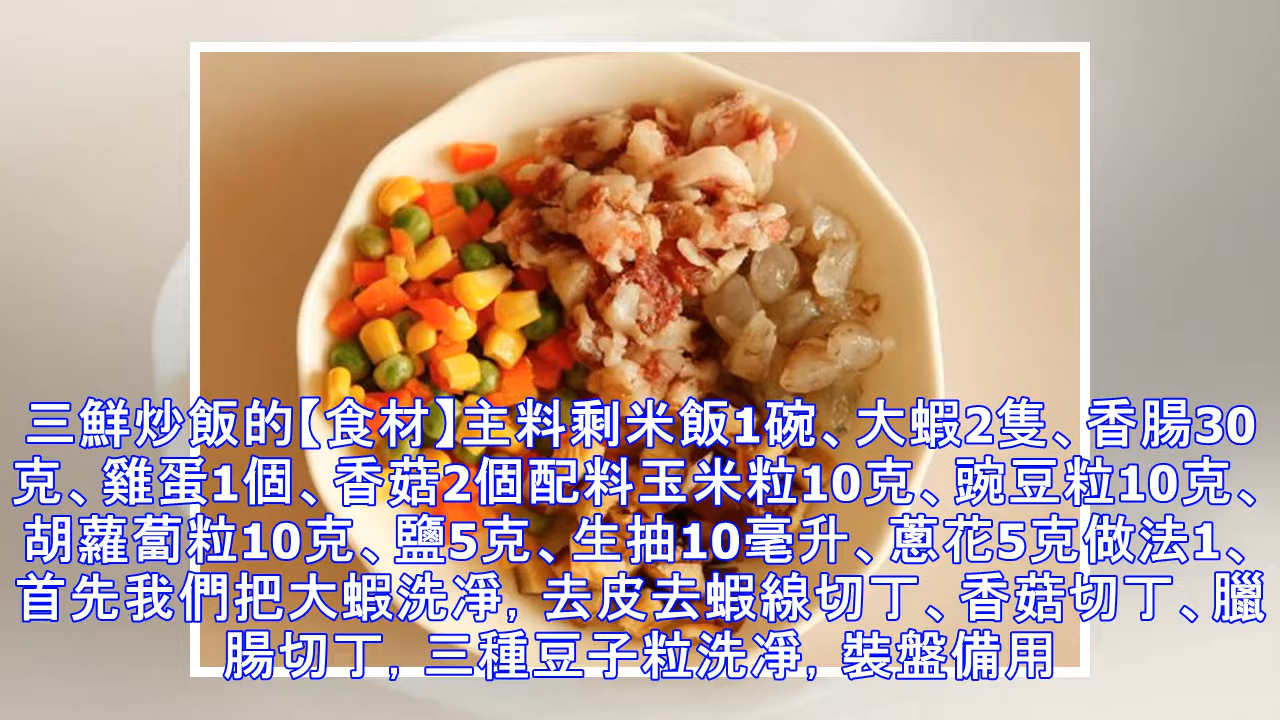 三鮮炒飯的【食材】主料剩米飯1碗、大蝦2隻、香腸30
克、雞蛋1個、香菇2個配料玉米粒10克、豌豆粒10克、
胡蘿蔔粒10克、鹽5克、生抽10毫升、蔥花5克做法1、
首先我們把大蝦洗凈,去皮去蝦線切丁、香菇切丁、臘
腸切丁,三種豆子粒洗凈,裝盤備用